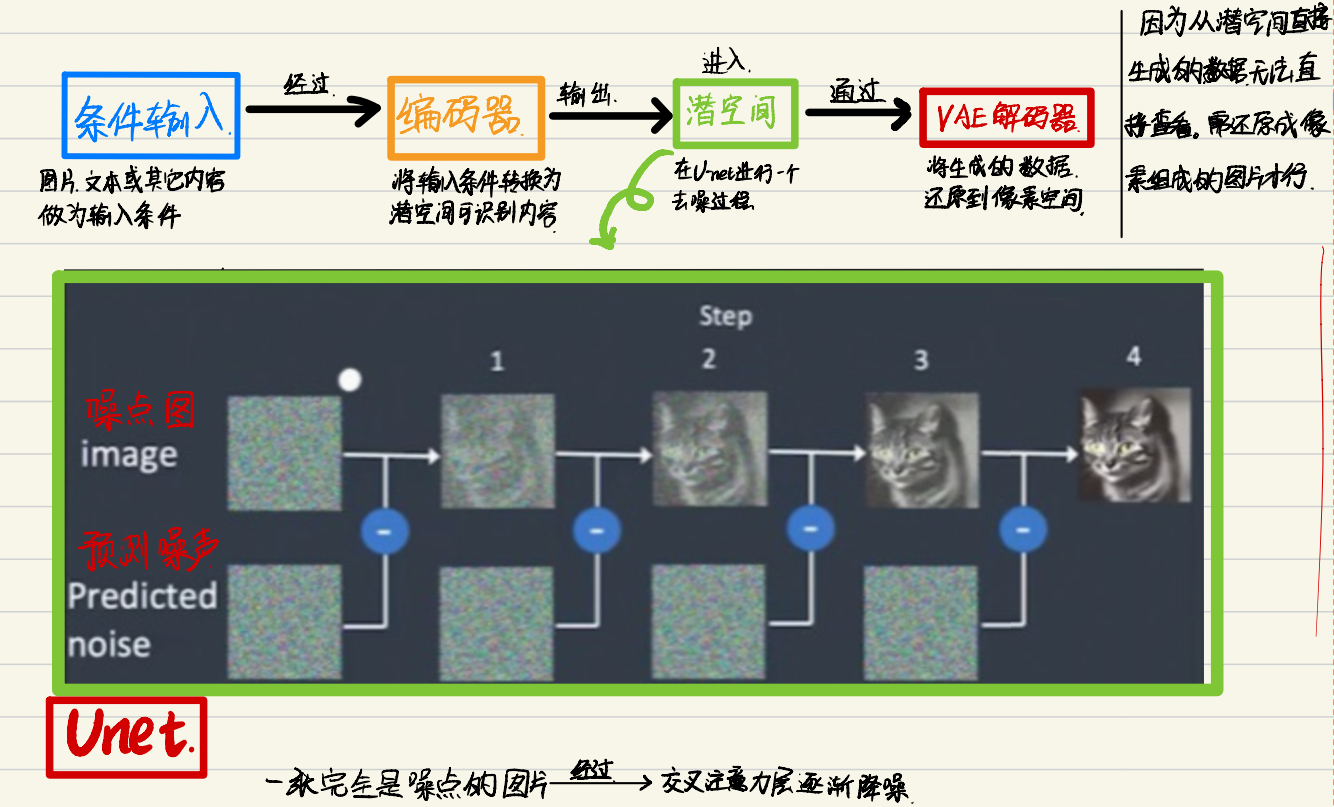 条件输入.
经过.
编码器.
输出.
进入.
潜空间
通过
VAE解码器.
图片.文本或其它内容
做为输入条件
将输入条件转换为
潜空间可识别内容.
在U-net进行一个
去噪过程.
将生成的数据.
还原到像素空间.
因为从潜空间直接
生成的数据无法直
接查看。需还原成像
素组成的图片才行.
Step
1
2
3
4
噪点图
image
预测噪声
Predicted
noise
Unet.
一张完全是噪点的图片 经过 交叉注意力层逐渐降噪.